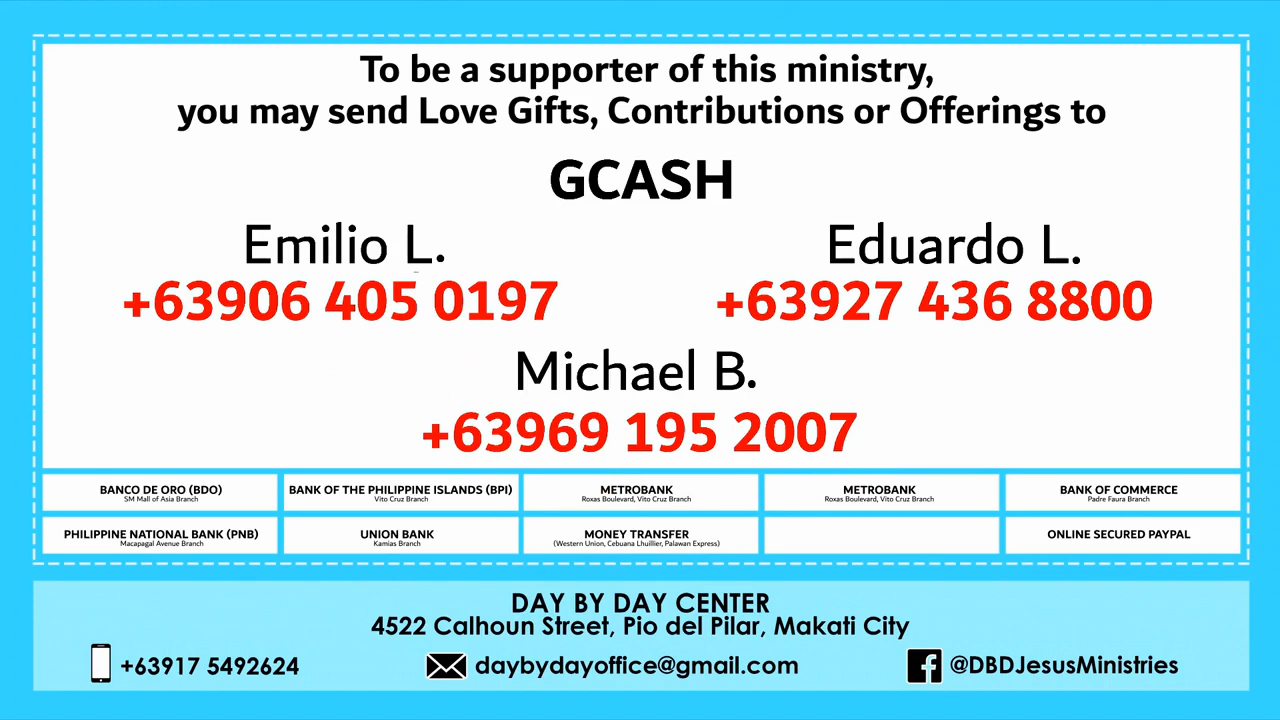 To be a supporter of this ministry,
you may send Love Gifts, Contributions or Offerings to
GCASH
Emilio L.
+63906 405 0197
Eduardo L.
+63927 436 8800
Michael B.
+63969 195 2007
BANCO DE ORO (BDO)
SM Mall of Asia Branch
BANK OF THE PHILIPPINE ISLANDS (BPI)
Vito Cruz Branch
METROBANK
Roxas Boulevard, Vito Cruz Branch
METROBANK
Roxas Boulevard, Vito Cruz Branch
BANK OF COMMERCE
Padre Faura Branch
PHILIPPINE NATIONAL BANK (PNB)
Macapagal Avenue Branch
UNION BANK
Kamias Branch
MONEY TRANSFER
(Western Union, Cebuana Lhuillier, Palawan Express)
ONLINE SECURED PAYPAL
DAY BY DAY CENTER
4522 Calhoun Street, Pio del Pilar, Makati City
+63917 5492624
daybydayoffice@gmail.com
@DBDJesusMinistries